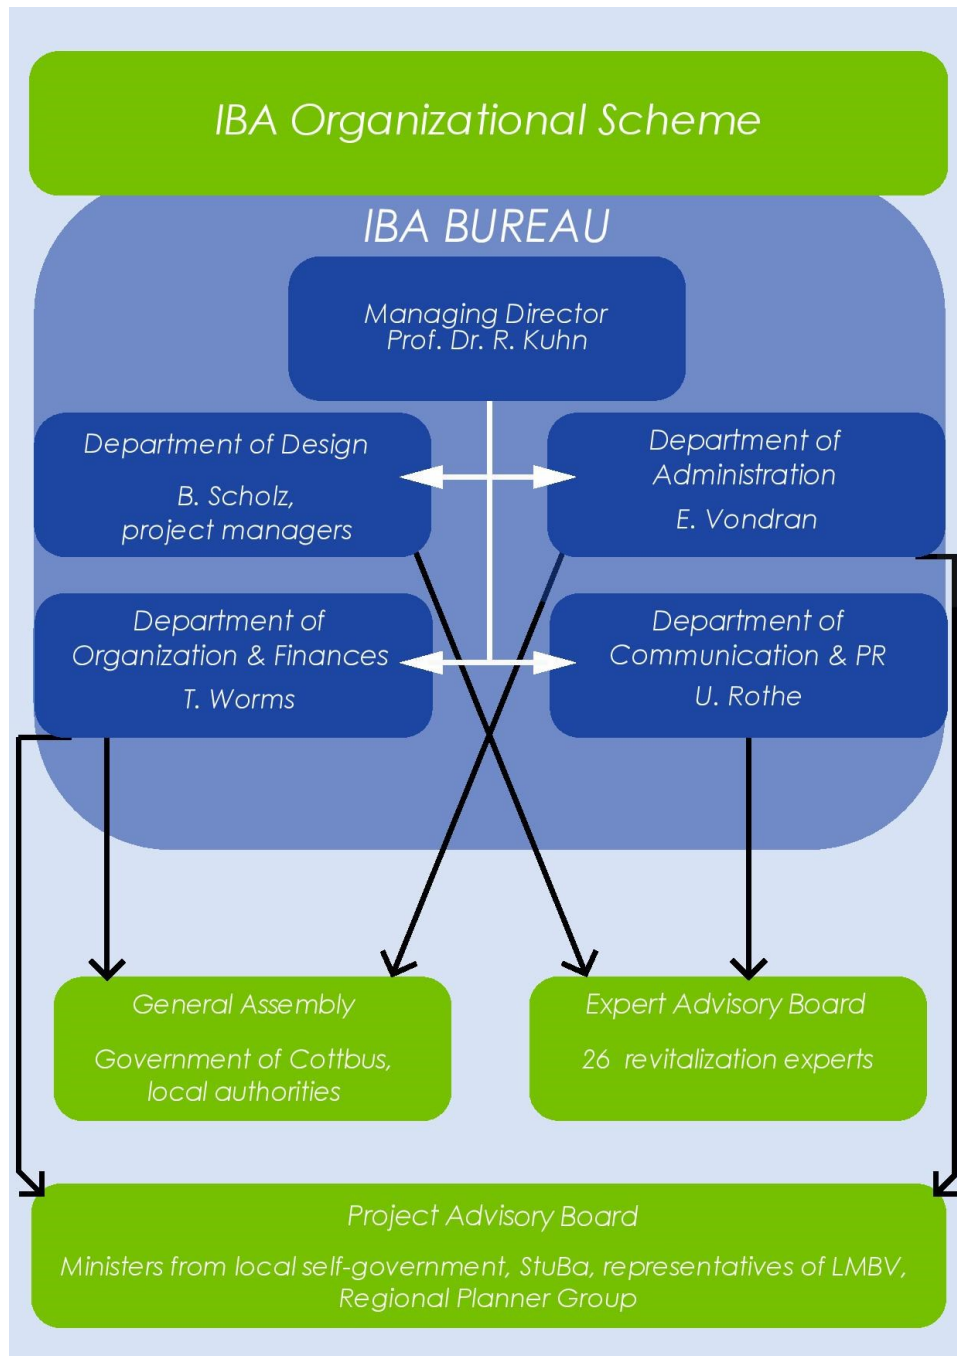 IBA Organizational Scheme
IBA BUREAU
Managing Director
Prof. Dr. R. Kuhn
Department of Design
B. Scholz,
project managers
Department of
Administration
E. Vondran
Department of
Organization & Finances
T. Worms
Department of
Communication & PR
U. Rothe
General Assembly
Government of Cottbus,
local authorities
Expert Advisory Board
26 revitalization experts
Project Advisory Board
Ministers from local self-government, StuBa, representatives of LMBV,
Regional Planner Group